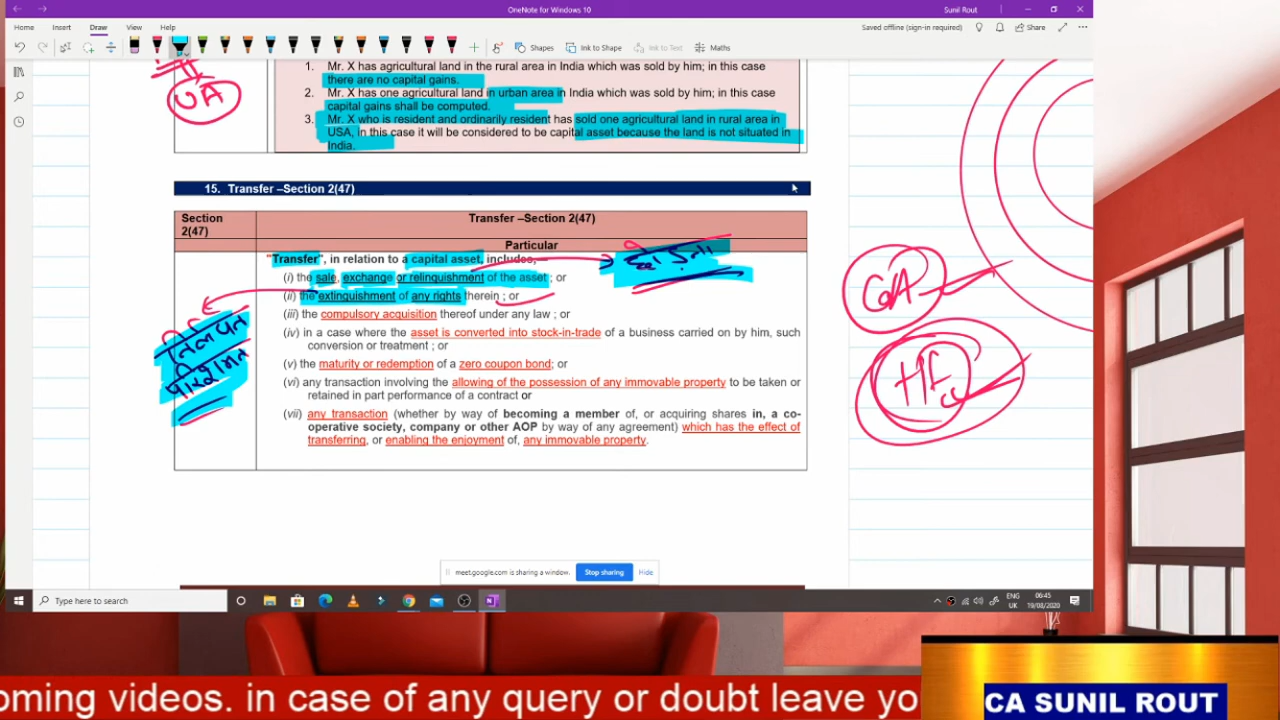 OneNote for Windows 10
Sunil Rout
Home Insert Draw View Help
Saved offline (sign-in required)
Share
Shapes
Ink to Shape
Ink to Text
Maths
1. Mr. X has agricultural land in the rural area in India which was sold by him; in this case
there are no capital gains.
2. Mr. X has one agricultural land in urban area in India which was sold by him; in this case
capital gains shall be computed.
3. Mr. X who is resident and ordinarily resident has sold one agricultural land in rural area in
USA, in this case it will be considered to be capital asset because the land is not situated in
India.
UA
15. Transfer –Section 2(47)
Section
2(47)
Transfer –Section 2(47)
Particular
"Transfer", in relation to a capital asset, includes,—
(i) the sale, exchange or relinquishment of the asset ; or
(ii) the extinguishment of any rights therein ; or
(iii) the compulsory acquisition thereof under any law ; or
(iv) in a case where the asset is converted into stock-in-trade of a business carried on by him, such
conversion or treatment ; or
(v) the maturity or redemption of a zero coupon bond; or
(vi) any transaction involving the allowing of the possession of any immovable property to be taken or
retained in part performance of a contract or
(vii) any transaction (whether by way of becoming a member of, or acquiring shares in, a co-
operative society, company or other AOP by way of any agreement) which has the effect of
transferring, or enabling the enjoyment of, any immovable property.
HF
meet.google.com is sharing a window. Stop sharing Hide
Type here to search
ENG
UK
06:45
19/08/2020
oming videos. in case of any query or doubt leave yo
CA SUNIL ROUT